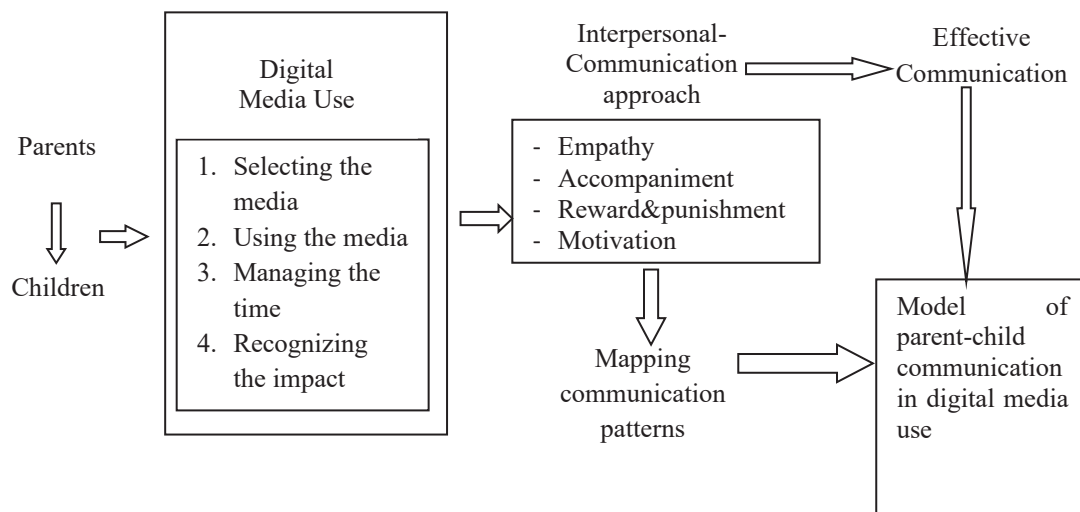 Parents
Children
Digital
Media Use
1. Selecting the
media
2. Using the media
3. Managing the
time
4. Recognizing
the impact
Interpersonal-
Communication
approach
- Empathy
- Accompaniment
- Reward&punishment
- Motivation
Mapping
communication
patterns
Effective
Communication
Model of
parent-child
communication
in digital media
use